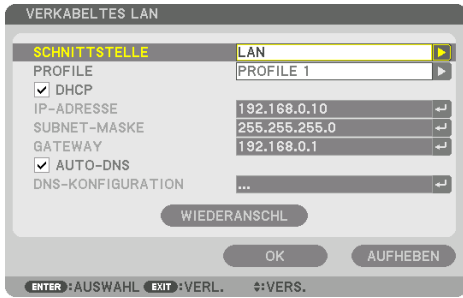 VERKABELTES LAN
SCHNITTSTELLE LAN
PROFILE PROFILE 1
DHCP
IP-ADRESSE 192.168.0.10
SUBNET-MASKE 255.255.255.0
GATEWAY 192.168.0.1
AUTO-DNS
DNS-KONFIGURATION ...
WIEDERANSCHL
OK AUFHEBEN
ENTER :AUSWAHL EXIT :VERL. :VERS.